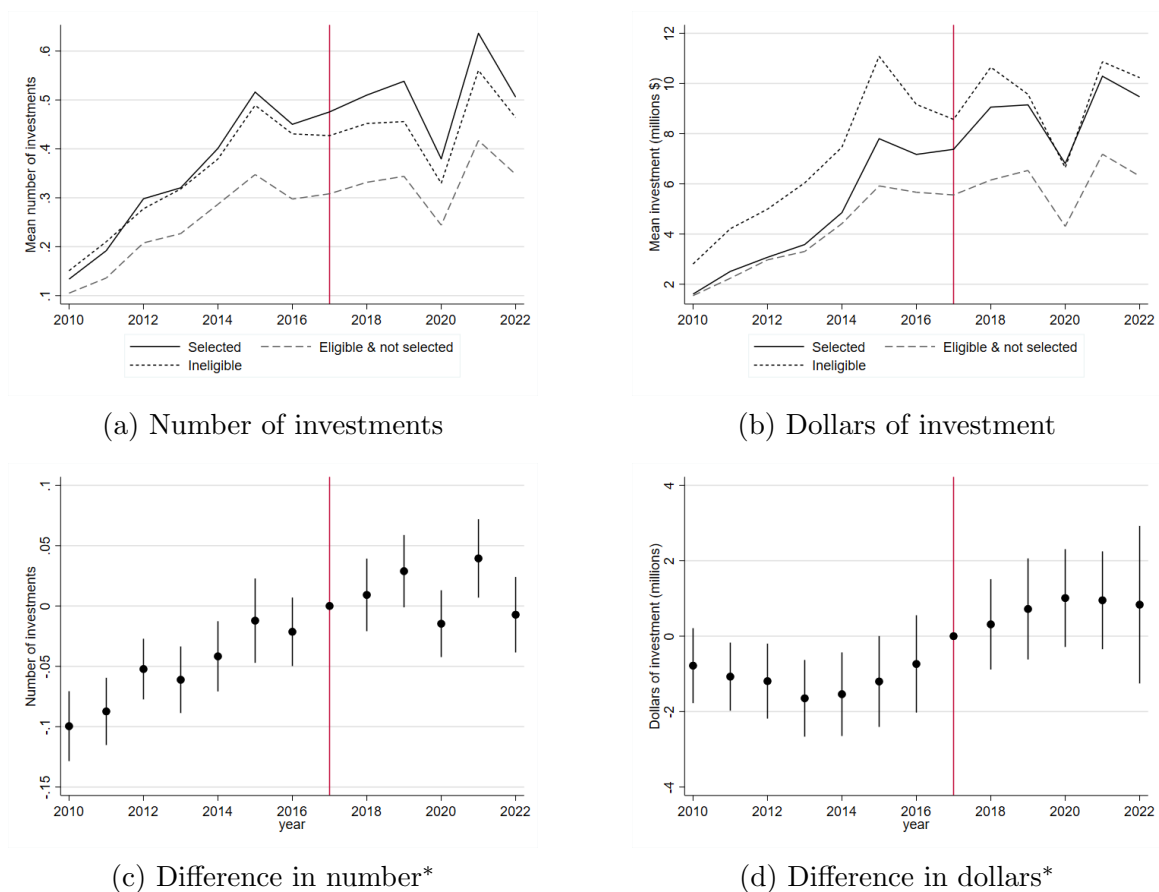 Mean number of investments
.6
.5
.4
.3
.2
.1
2010 2012 2014 2016 2018 2020 2022
Selected Eligible & not selected
Ineligible
(a) Number of investments
Mean investment (millions $)
12
10
8
6
4
2
2010 2012 2014 2016 2018 2020 2022
Selected Eligible & not selected
Ineligible
(b) Dollars of investment
Number of investments
.1
.05
0
-.05
-.1
-.15
2010 2012 2014 2016 2018 2020 2022
year
(c) Difference in number*
Dollars of investment (millions)
4
2
0
-2
-4
2010 2012 2014 2016 2018 2020 2022
year
(d) Difference in dollars*